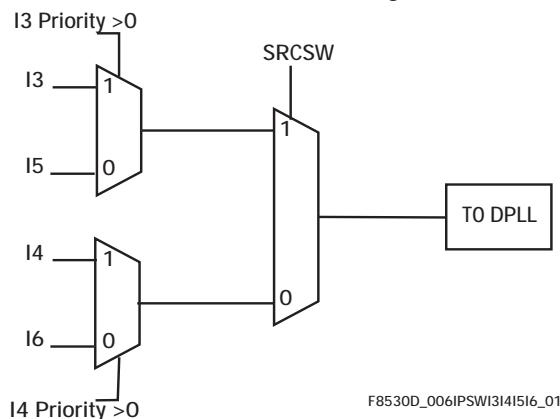 I3 Priority >0
SRCSW
I3
1
1
I5
0
T0 DPLL
I4
1
0
I6
0
I4 Priority >0
F8530D_006IPSWI3I4I5I6_01